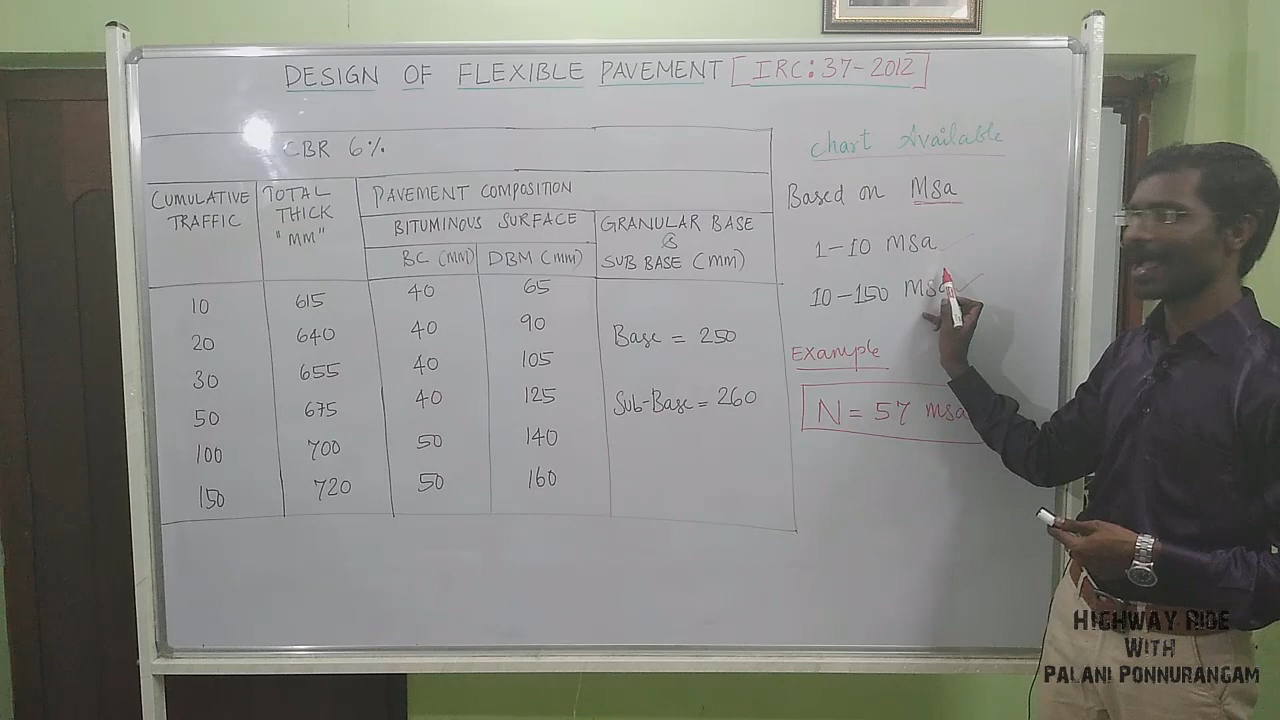 DESIGN OF FLEXIBLE PAVEMENT [IRC: 37-2012]
CBR 6%
CUMULATIVE TRAFFIC
TOTAL THICK "MM"
PAVEMENT COMPOSITION
BITUMINOUS SURFACE
GRANULAR BASE & SUB BASE (MM)
BC (MM)
DBM (MM)
10 615 40 65
20 640 40 90
30 655 40 105
50 675 40 125
100 700 50 140
150 720 50 160
Base = 250
Sub-Base = 260
Chart Available
Based on Msa
1-10 Msa
10-150 Msa
Example
N = 57 msa
HIGHWAY RIDE
WITH
PALANI PONNURANGAM